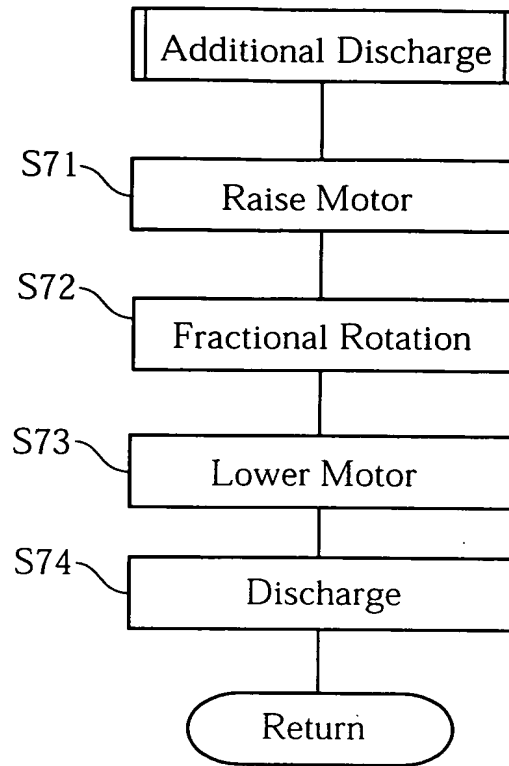 Additional Discharge
S71
Raise Motor
S72
Fractional Rotation
S73
Lower Motor
S74
Discharge
Return